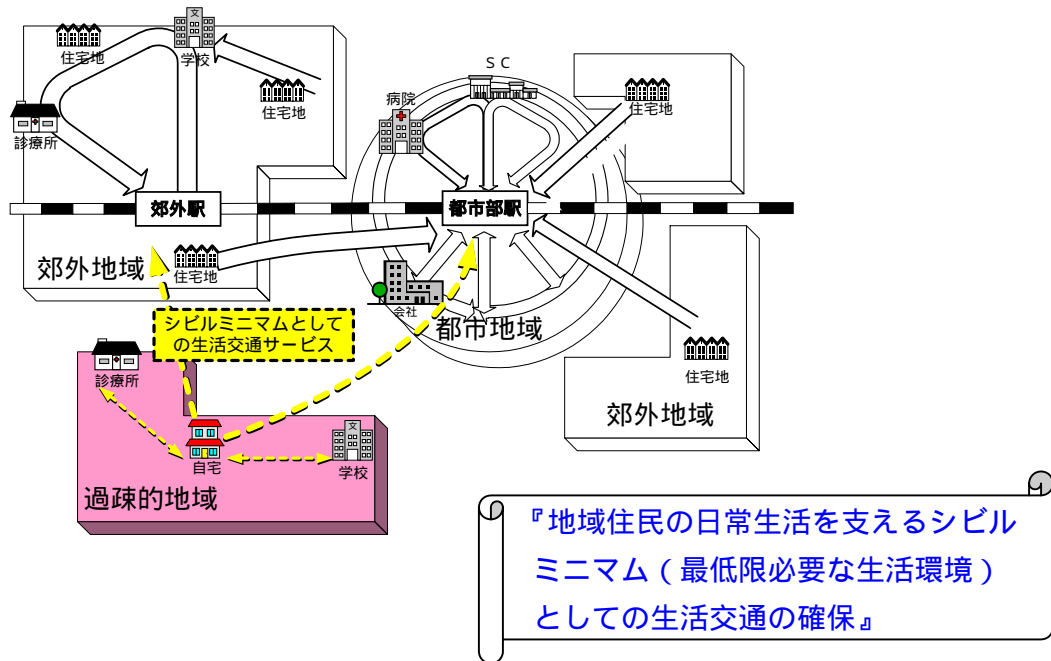 ＳＣ
文
住宅地
学校
病院
住宅地
住宅地
診療所
郊外駅
都市部駅
郊外地域
住宅地
会社
シビルミニマムとして
の生活交通サービス
都市地域
住宅地
診療所
郊外地域
文
自宅
学校
過疎的地域
『地域住民の日常生活を支えるシビル
ミニマム（最低限必要な生活環境）
としての生活交通の確保』